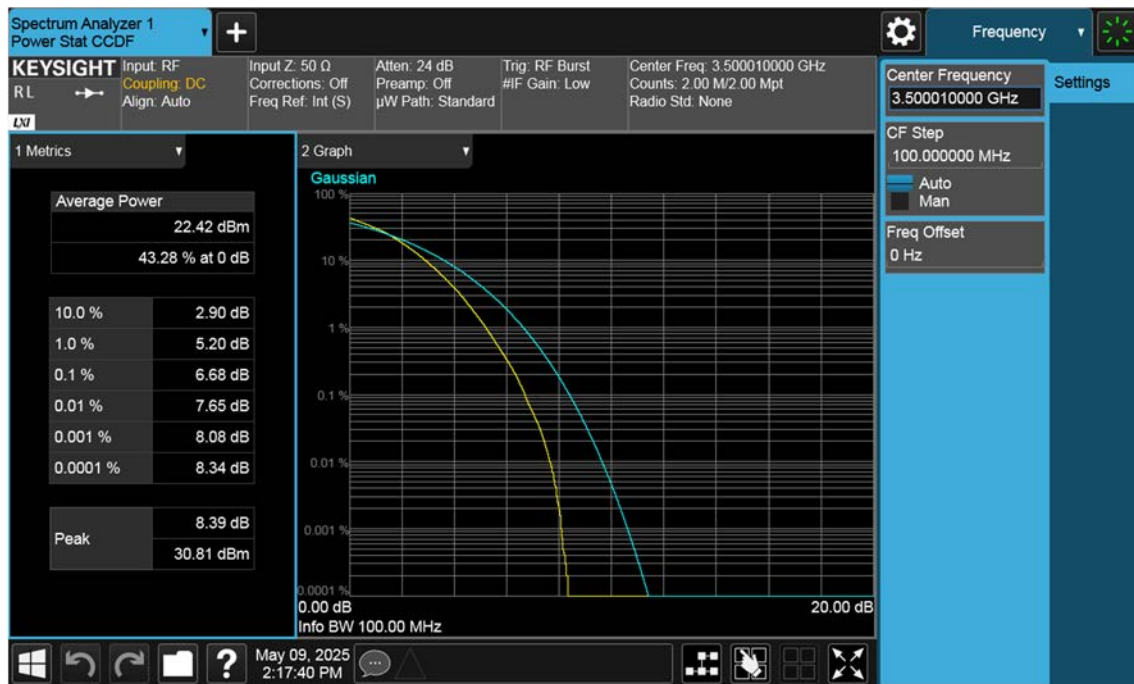 Spectrum Analyzer 1
Power Stat CCDF
Frequency
KEYSIGHT
R L
LXI
Input: RF
Coupling: DC
Align: Auto
Input Z: 50 Ω
Corrections: Off
Freq Ref: Int (S)
Atten: 24 dB
Preamp: Off
µW Path: Standard
Trig: RF Burst
#IF Gain: Low
Center Freq: 3.500010000 GHz
Counts: 2.00 M/2.00 Mpt
Radio Std: None
Center Frequency
3.500010000 GHz
Settings
CF Step
100.000000 MHz
Auto
Man
Freq Offset
0 Hz
1 Metrics
Average Power
22.42 dBm
43.28 % at 0 dB
10.0 % 2.90 dB
1.0 % 5.20 dB
0.1 % 6.68 dB
0.01 % 7.65 dB
0.001 % 8.08 dB
0.0001 % 8.34 dB
Peak
8.39 dB
30.81 dBm
2 Graph
Gaussian
100 %
10 %
1 %
0.1 %
0.01 %
0.001 %
0.0001 %
0.00 dB 20.00 dB
Info BW 100.00 MHz
?
May 09, 2025
2:17:40 PM